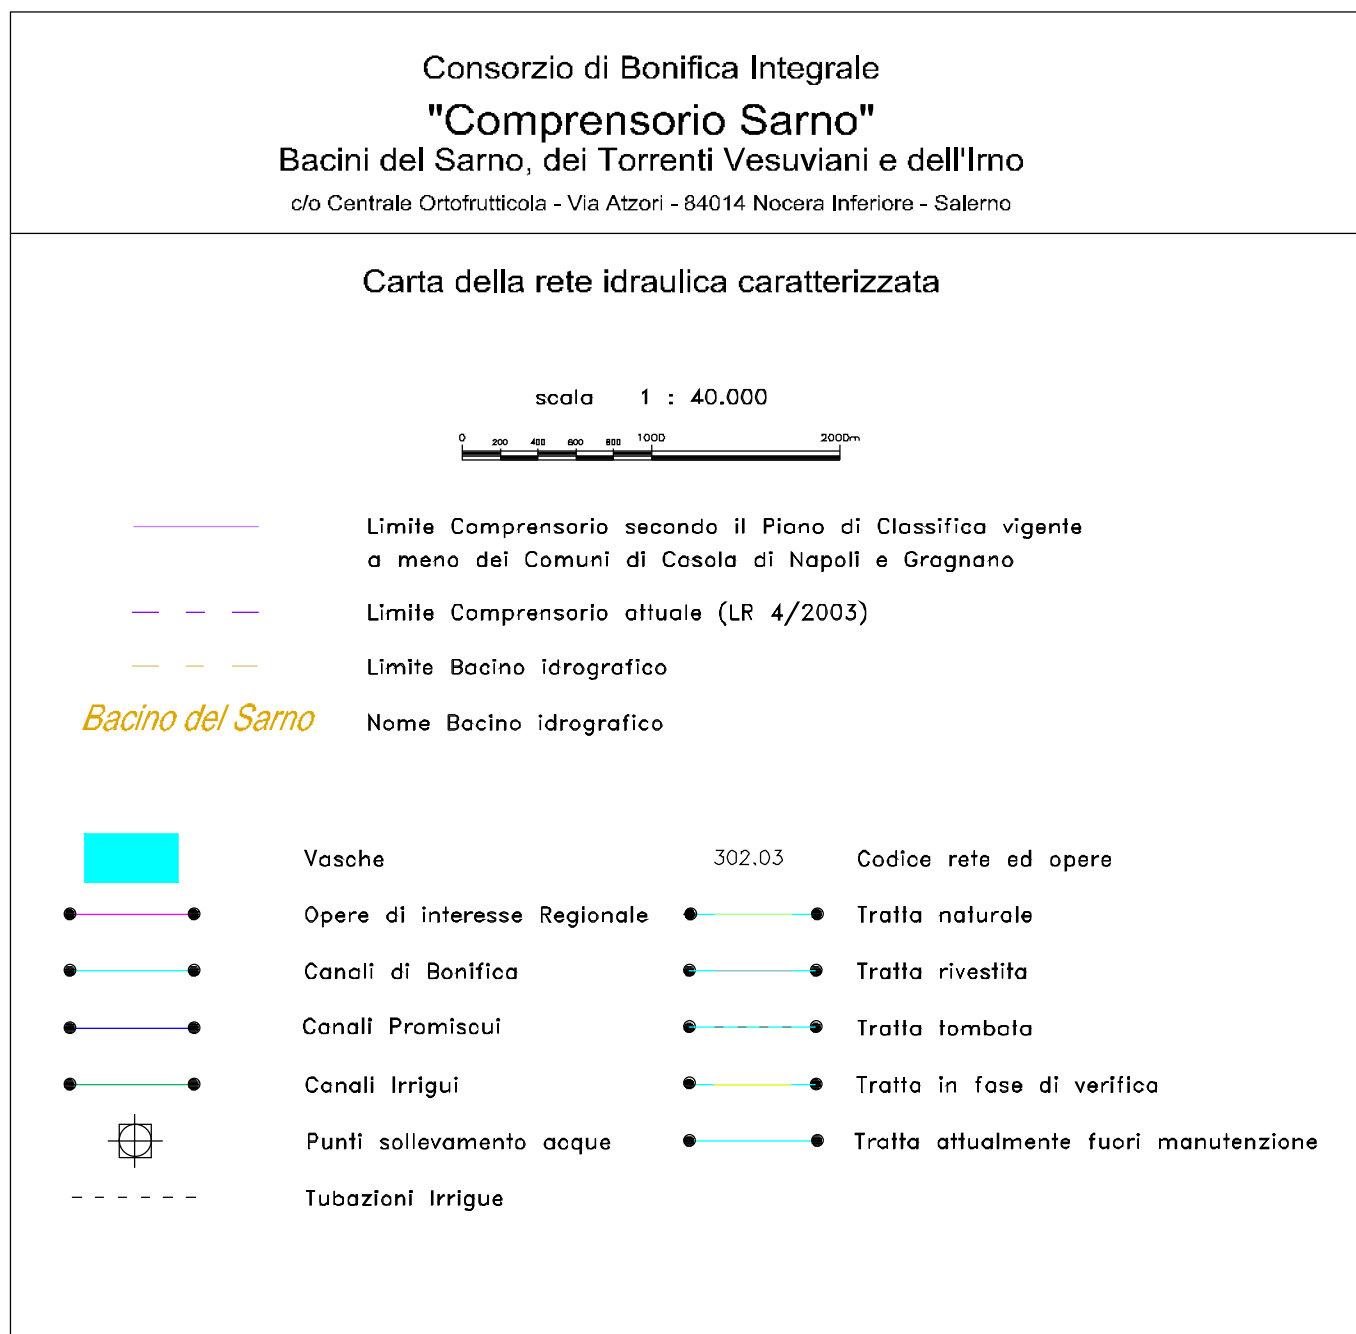 Consorzio di Bonifica Integrale
"Comprensorio Sarno"
Bacini del Sarno, dei Torrenti Vesuviani e dell'Irno
c/o Centrale Ortofrutticola - Via Atzori - 84014 Nocera Inferiore - Salerno
Carta della rete idraulica caratterizzata
scala 1 : 40.000
0 200 400 600 800 1000 2000m
Limite Comprensorio secondo il Piano di Classifica vigente
a meno dei Comuni di Casola di Napoli e Gragnano
Limite Comprensorio attuale (LR 4/2003)
Limite Bacino idrografico
Bacino del Sarno Nome Bacino idrografico
Vasche 302.03 Codice rete ed opere
Opere di interesse Regionale Tratta naturale
Canali di Bonifica Tratta rivestita
Canali Promiscui Tratta tombata
Canali Irrigui Tratta in fase di verifica
Punti sollevamento acque Tratta attualmente fuori manutenzione
Tubazioni Irrigue